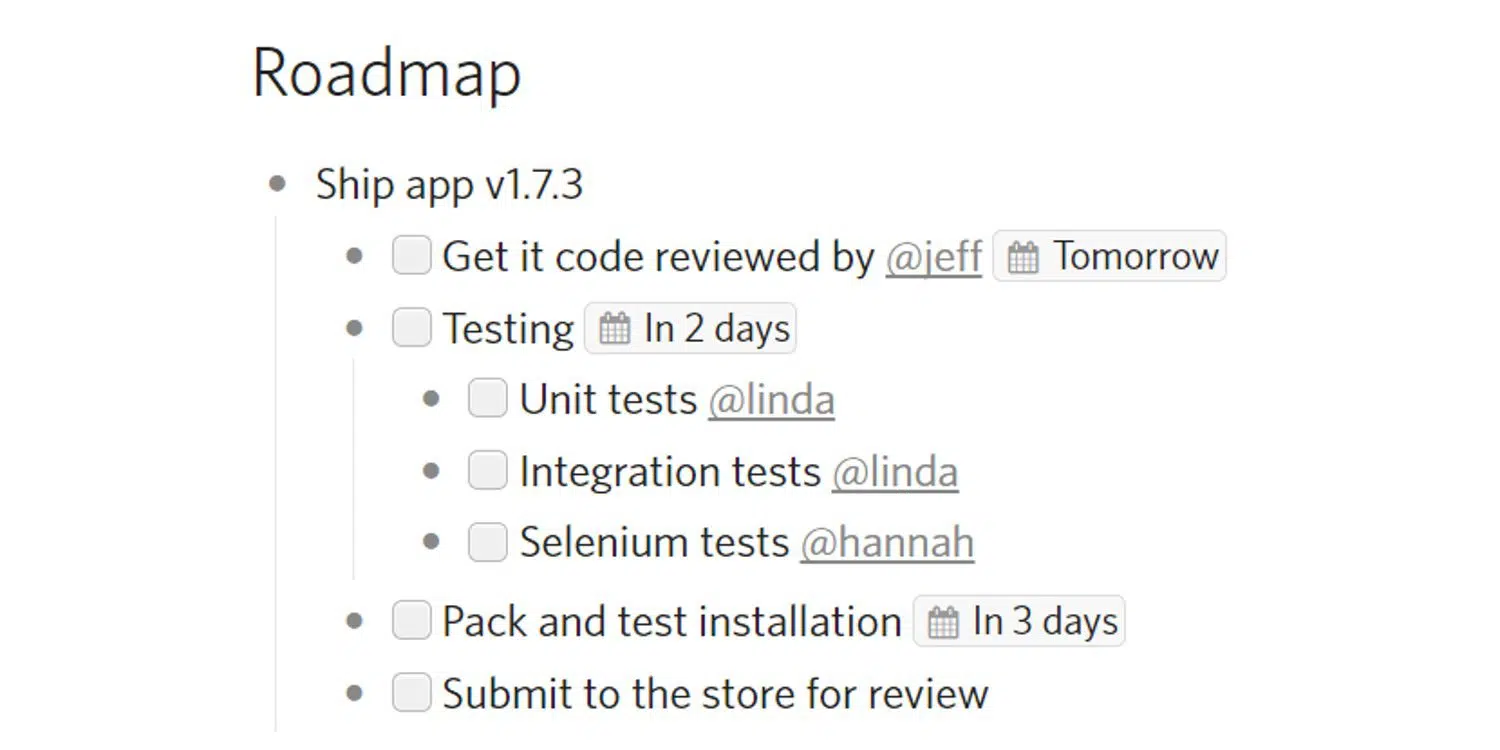 Roadmap
Ship app v1.7.3
Get it code reviewed by @jeff Tomorrow
Testing In 2 days
Unit tests @linda
Integration tests @linda
Selenium tests @hannah
Pack and test installation In 3 days
Submit to the store for review